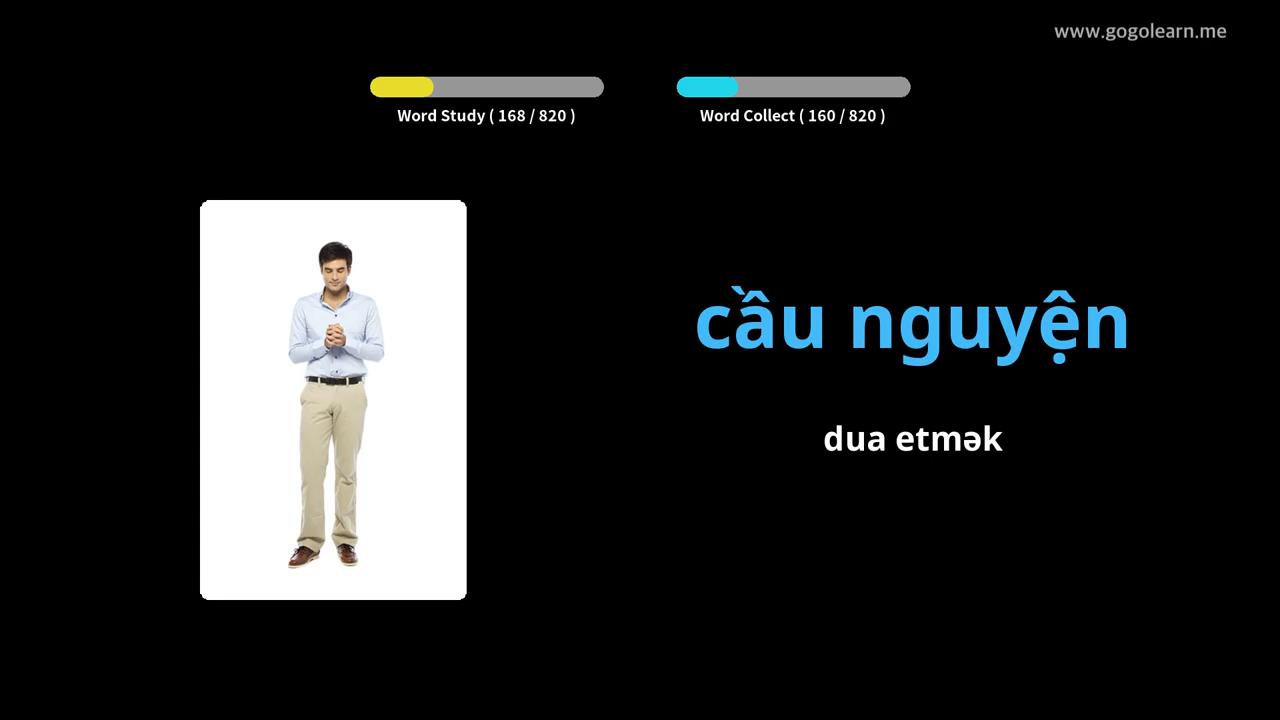 www.gogolearn.me
Word Study ( 168 / 820 )
Word Collect ( 160 / 820 )
cầu nguyện
dua etmək